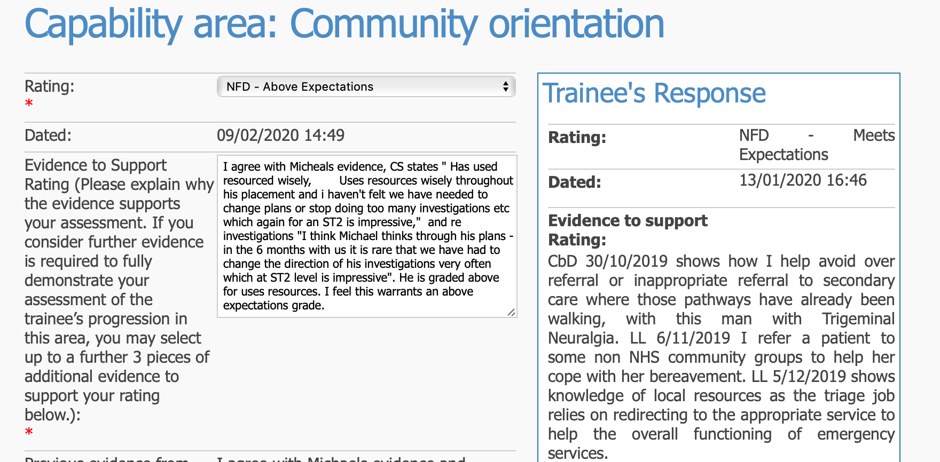 Capability area: Community orientation
Rating:
*
NFD - Above Expectations
Dated:
09/02/2020 14:49
Evidence to Support
Rating (Please explain why
the evidence supports
your assessment. If you
consider further evidence
is required to fully
demonstrate your
assessment of the
trainee’s progression in
this area, you may select
up to a further 3 pieces of
additional evidence to
support your rating
below.):
*
I agree with Micheals evidence, CS states " Has used
resourced wisely, Uses resources wisely throughout
his placement and i haven't felt we have needed to
change plans or stop doing too many investigations etc
which again for an ST2 is impressive," and re
investigations "I think Michael thinks through his plans -
in the 6 months with us it is rare that we have had to
change the direction of his investigations very often
which at ST2 level is impressive". He is graded above
for uses resources. I feel this warrants an above
expectations grade.
Previous evidence from
I agree with Michaels evidence and
Trainee's Response
Rating:
NFD - Meets
Expectations
Dated:
13/01/2020 16:46
Evidence to support
Rating:
CbD 30/10/2019 shows how I help avoid over
referral or inappropriate referral to secondary
care where those pathways have already been
walking, with this man with Trigeminal
Neuralgia. LL 6/11/2019 I refer a patient to
some non NHS community groups to help her
cope with her bereavement. LL 5/12/2019 shows
knowledge of local resources as the triage job
relies on redirecting to the appropriate service to
help the overall functioning of emergency
services.